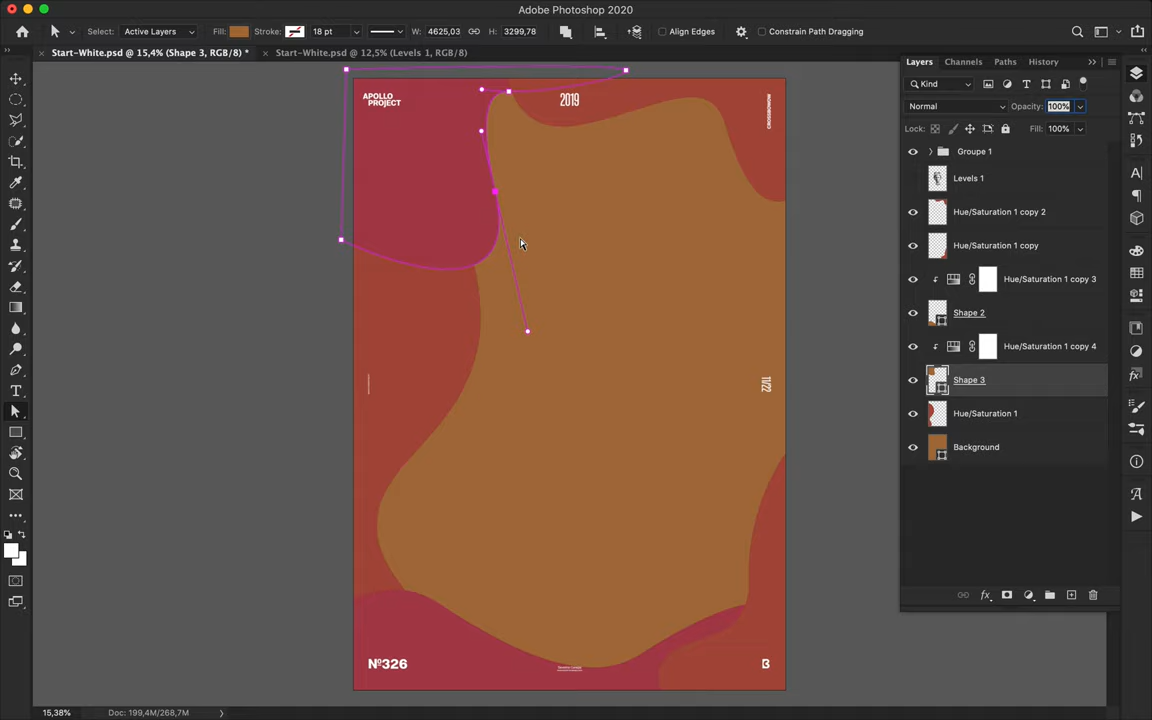 Adobe Photoshop 2020
Select:
Active Layers
Fill:
Stroke:
18 pt
W: 4625,03
H: 3299,78
Align Edges
Constrain Path Dragging
Start-White.psd @ 15,4% (Shape 3, RGB/8) *
Start-White.psd @ 12,5% (Levels 1, RGB/8)
Layers
Channels
Paths
History
Kind
Normal
Opacity: 100%
Lock:
Fill: 100%
Groupe 1
Levels 1
Hue/Saturation 1 copy 2
Hue/Saturation 1 copy
Hue/Saturation 1 copy 3
Shape 2
Hue/Saturation 1 copy 4
Shape 3
Hue/Saturation 1
Background
APOLLO
PROJECT
2019
11/22
Nº326
15,38%
Doc: 199,4M/268,7M